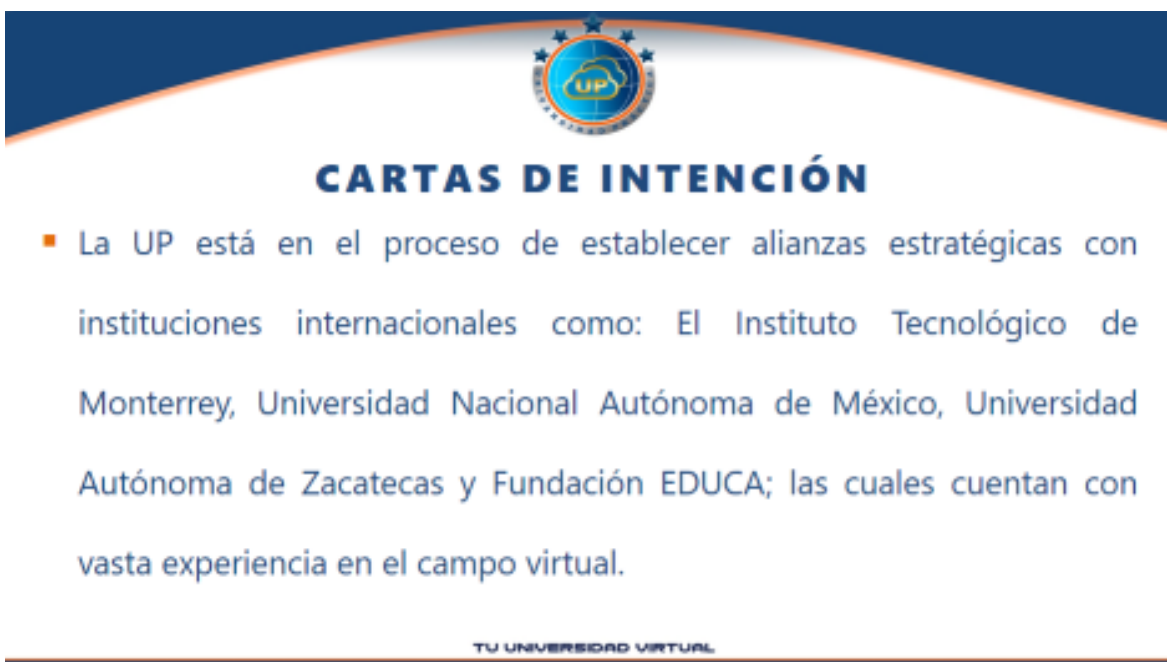 UP
CARTAS DE INTENCIÓN
▪ La UP está en el proceso de establecer alianzas estratégicas con
instituciones internacionales como: El Instituto Tecnológico de
Monterrey, Universidad Nacional Autónoma de México, Universidad
Autónoma de Zacatecas y Fundación EDUCA; las cuales cuentan con
vasta experiencia en el campo virtual.
TU UNIVERSIDAD VIRTUAL